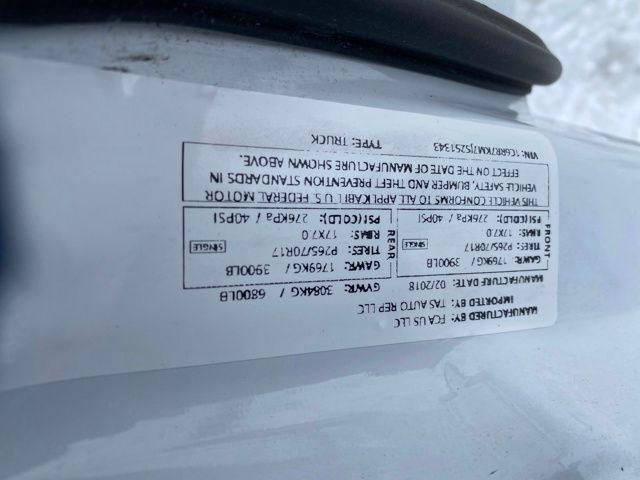 MANUFACTURED BY: FCA US LLC
IMPORTED BY: TAS AUTO REP LLC
MANUFACTURE DATE: 02/2018 GVWR: 3084KG / 6800LB
FRONT
GAWR: 1769KG / 3900LB
TIRES: P265/70R17 SINGLE
RIMS: 17X7.0
PSI(COLD): 276KPa / 40PSI
REAR
GAWR: 1769KG / 3900LB
TIRES: P265/70R17 SINGLE
RIMS: 17X7.0
PSI(COLD): 276KPa / 40PSI
THIS VEHICLE CONFORMS TO ALL APPLICABLE U.S. FEDERAL MOTOR
VEHICLE SAFETY, BUMPER AND THEFT PREVENTION STANDARDS IN
EFFECT ON THE DATE OF MANUFACTURE SHOWN ABOVE.
VIN: 1C6RR7KM7JS251343 TYPE: TRUCK